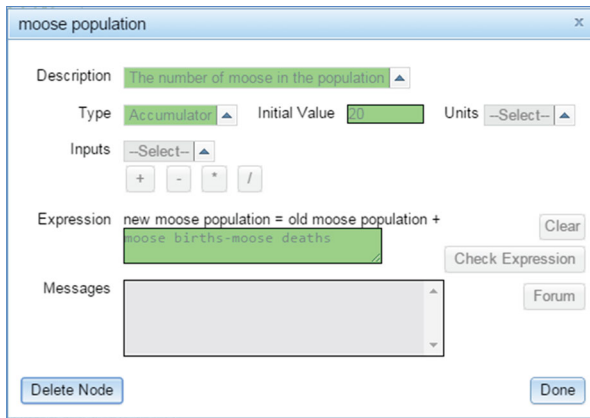 moose population x
Description The number of moose in the population
Type Accumulator Initial Value 20 Units --Select--
Inputs --Select--
+ - * /
Expression new moose population = old moose population +
moose births-moose deaths
Clear
Check Expression
Messages
Forum
Delete Node Done